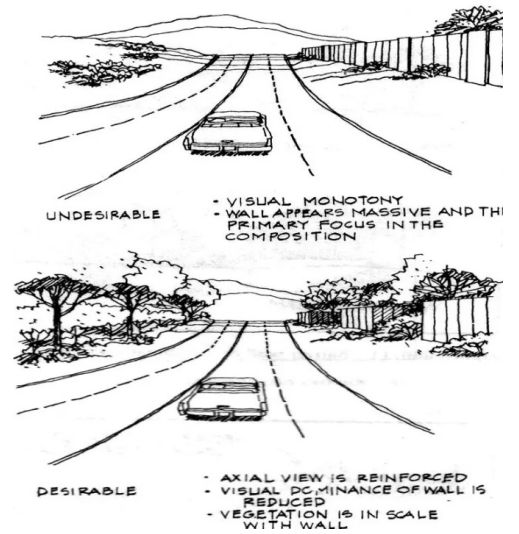 UNDESIRABLE
- VISUAL MONOTONY
- WALL APPEARS MASSIVE AND TH
PRIMARY FOCUS IN THE
COMPOSITION
DESIRABLE
- AXIAL VIEW IS REINFORCED
- VISUAL DOMINANCE OF WALL IS
REDUCED
- VEGETATION IS IN SCALE
WITH WALL